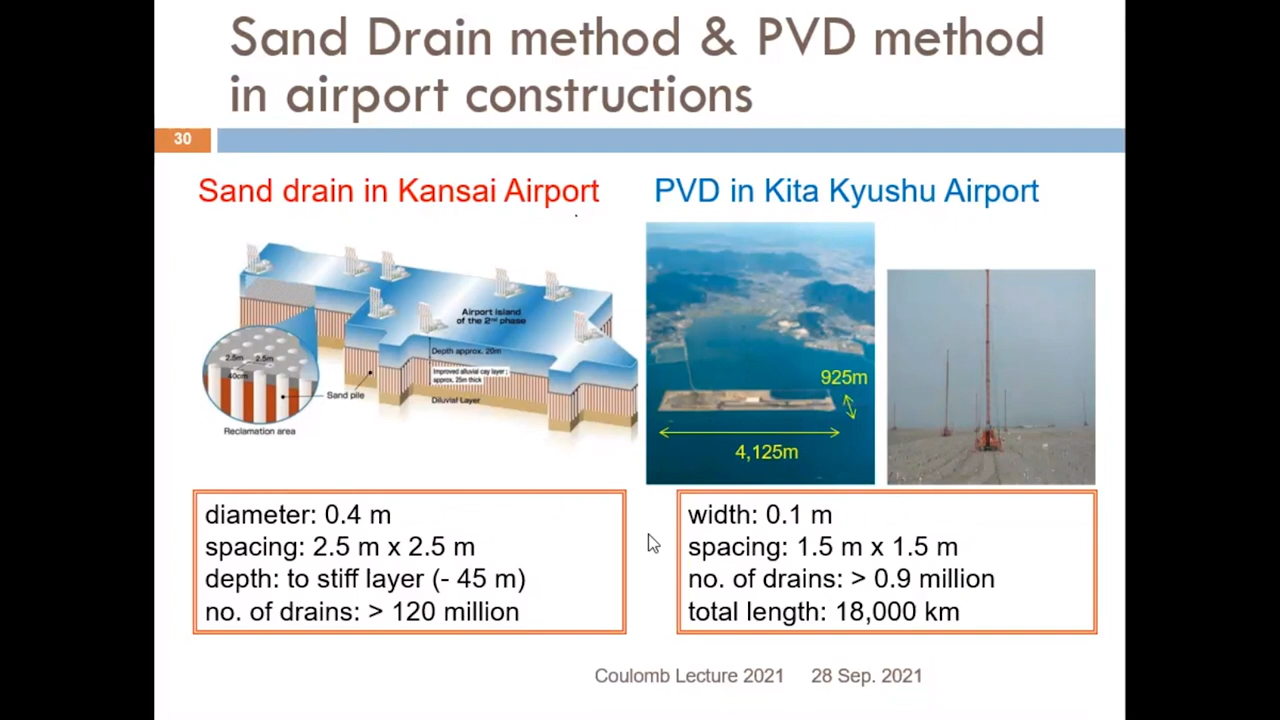 Sand Drain method & PVD method
in airport constructions
30
Sand drain in Kansai Airport
PVD in Kita Kyushu Airport
Airport island
of the 2nd phase
Depth approx. 20m
Improved alluvial cay layer ;
approx. 25m thick
Diluvial Layer
2.5m 2.5m
40cm
Sand pile
Reclamation area
925m
4,125m
diameter: 0.4 m
spacing: 2.5 m x 2.5 m
depth: to stiff layer (- 45 m)
no. of drains: > 120 million
width: 0.1 m
spacing: 1.5 m x 1.5 m
no. of drains: > 0.9 million
total length: 18,000 km
Coulomb Lecture 2021 28 Sep. 2021